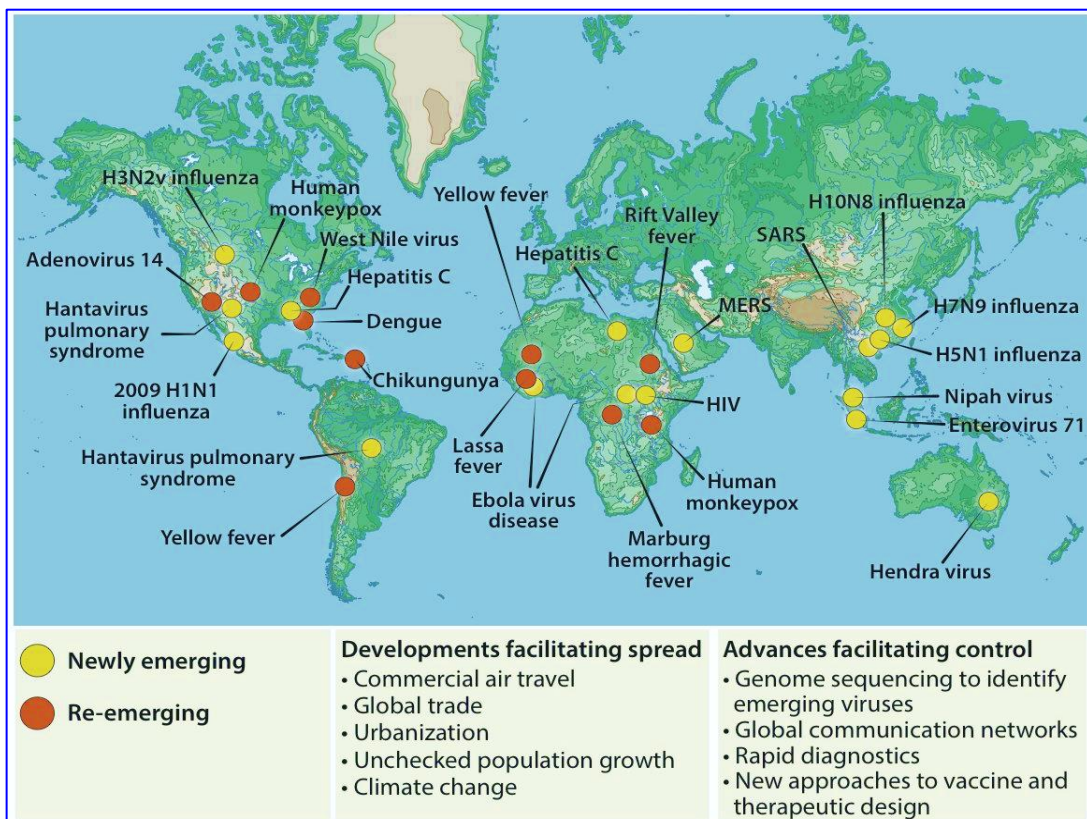 H3N2v influenza
Human
monkeypox
West Nile virus
Adenovirus 14
Hepatitis C
Hantavirus
pulmonary
syndrome
Dengue
2009 H1N1
influenza
Chikungunya
Hantavirus pulmonary
syndrome
Yellow fever
Yellow fever
Hepatitis C
Rift Valley
fever
MERS
HIV
Lassa
fever
Ebola virus
disease
Human
monkeypox
Marburg
hemorrhagic
fever
H10N8 influenza
SARS
H7N9 influenza
H5N1 influenza
Nipah virus
Enterovirus 71
Hendra virus
Newly emerging
Re-emerging
Developments facilitating spread
• Commercial air travel
• Global trade
• Urbanization
• Unchecked population growth
• Climate change
Advances facilitating control
• Genome sequencing to identify
emerging viruses
• Global communication networks
• Rapid diagnostics
• New approaches to vaccine and
therapeutic design